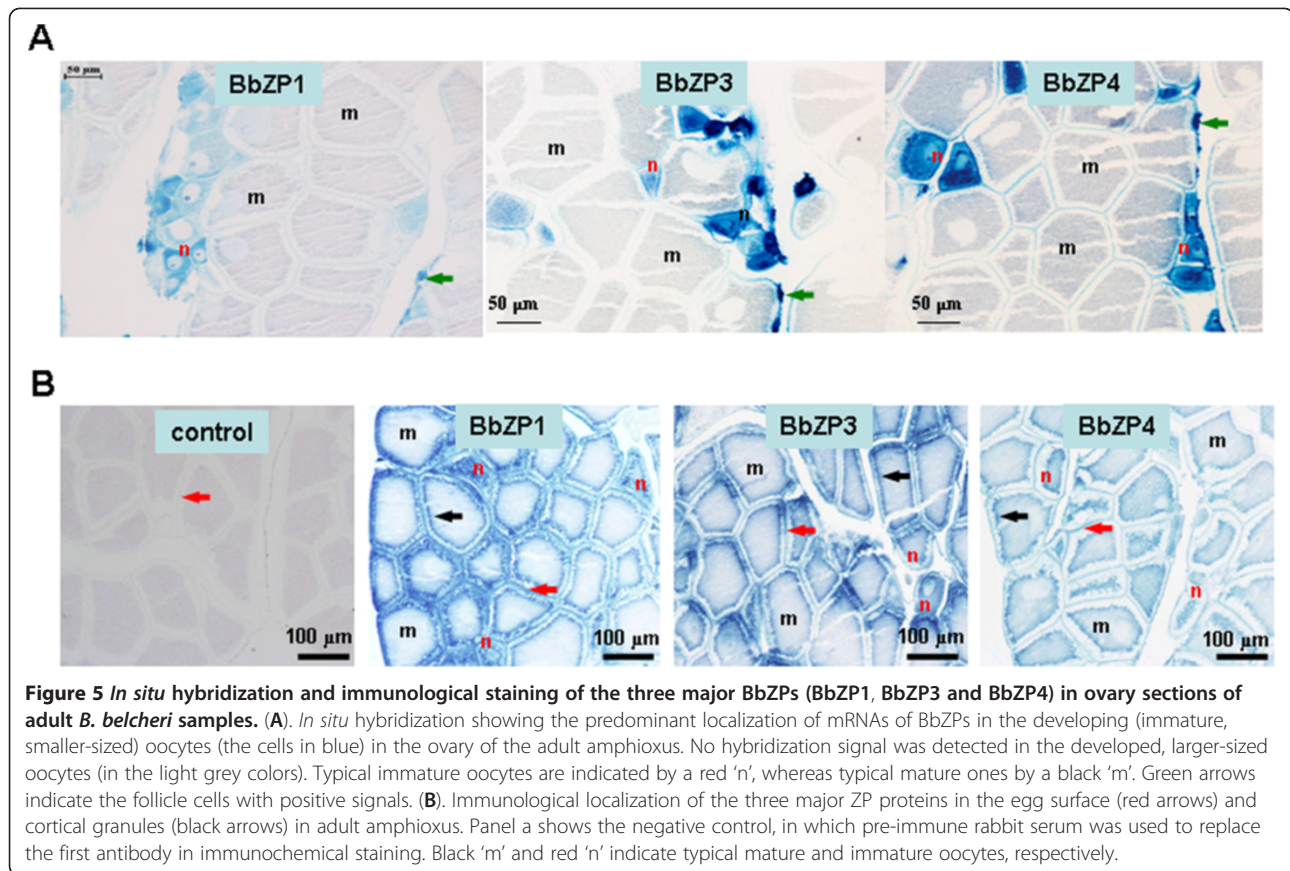 A
50 µm
BbZP1
m
m
n
BbZP3
m
n
n
m
50 µm
BbZP4
n
m
m
n
50 µm
B
control
100 µm
BbZP1
m
n
n
m
n
100 µm
BbZP3
m
n
m
n
100 µm
BbZP4
m
n
n
m
100 µm
Figure 5 In situ hybridization and immunological staining of the three major BbZPs (BbZP1, BbZP3 and BbZP4) in ovary sections of
adult B. belcheri samples. (A). In situ hybridization showing the predominant localization of mRNAs of BbZPs in the developing (immature,
smaller-sized) oocytes (the cells in blue) in the ovary of the adult amphioxus. No hybridization signal was detected in the developed, larger-sized
oocytes (in the light grey colors). Typical immature oocytes are indicated by a red ‘n’, whereas typical mature ones by a black ‘m’. Green arrows
indicate the follicle cells with positive signals. (B). Immunological localization of the three major ZP proteins in the egg surface (red arrows) and
cortical granules (black arrows) in adult amphioxus. Panel a shows the negative control, in which pre-immune rabbit serum was used to replace
the first antibody in immunochemical staining. Black ‘m’ and red ‘n’ indicate typical mature and immature oocytes, respectively.